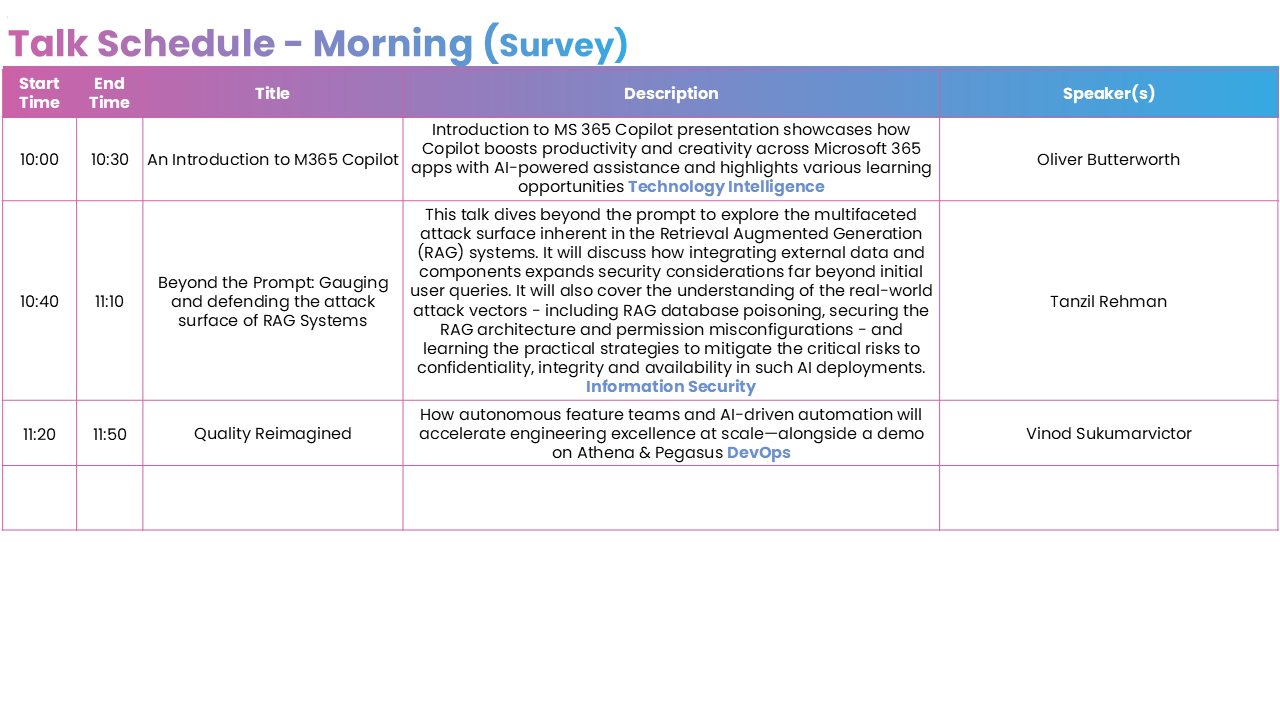 Talk Schedule - Morning (Survey)
Start Time End Time Title Description Speaker(s)
10:00 10:30 An Introduction to M365 Copilot
Introduction to MS 365 Copilot presentation showcases how
Copilot boosts productivity and creativity across Microsoft 365
apps with AI-powered assistance and highlights various learning
opportunities Technology Intelligence
Oliver Butterworth
10:40 11:10
Beyond the Prompt: Gauging
and defending the attack
surface of RAG Systems
This talk dives beyond the prompt to explore the multifaceted
attack surface inherent in the Retrieval Augmented Generation
(RAG) systems. It will discuss how integrating external data and
components expands security considerations far beyond initial
user queries. It will also cover the understanding of the real-world
attack vectors - including RAG database poisoning, securing the
RAG architecture and permission misconfigurations - and
learning the practical strategies to mitigate the critical risks to
confidentiality, integrity and availability in such AI deployments.
Information Security
Tanzil Rehman
11:20 11:50 Quality Reimagined
How autonomous feature teams and AI-driven automation will
accelerate engineering excellence at scale—alongside a demo
on Athena & Pegasus DevOps
Vinod Sukumarvictor